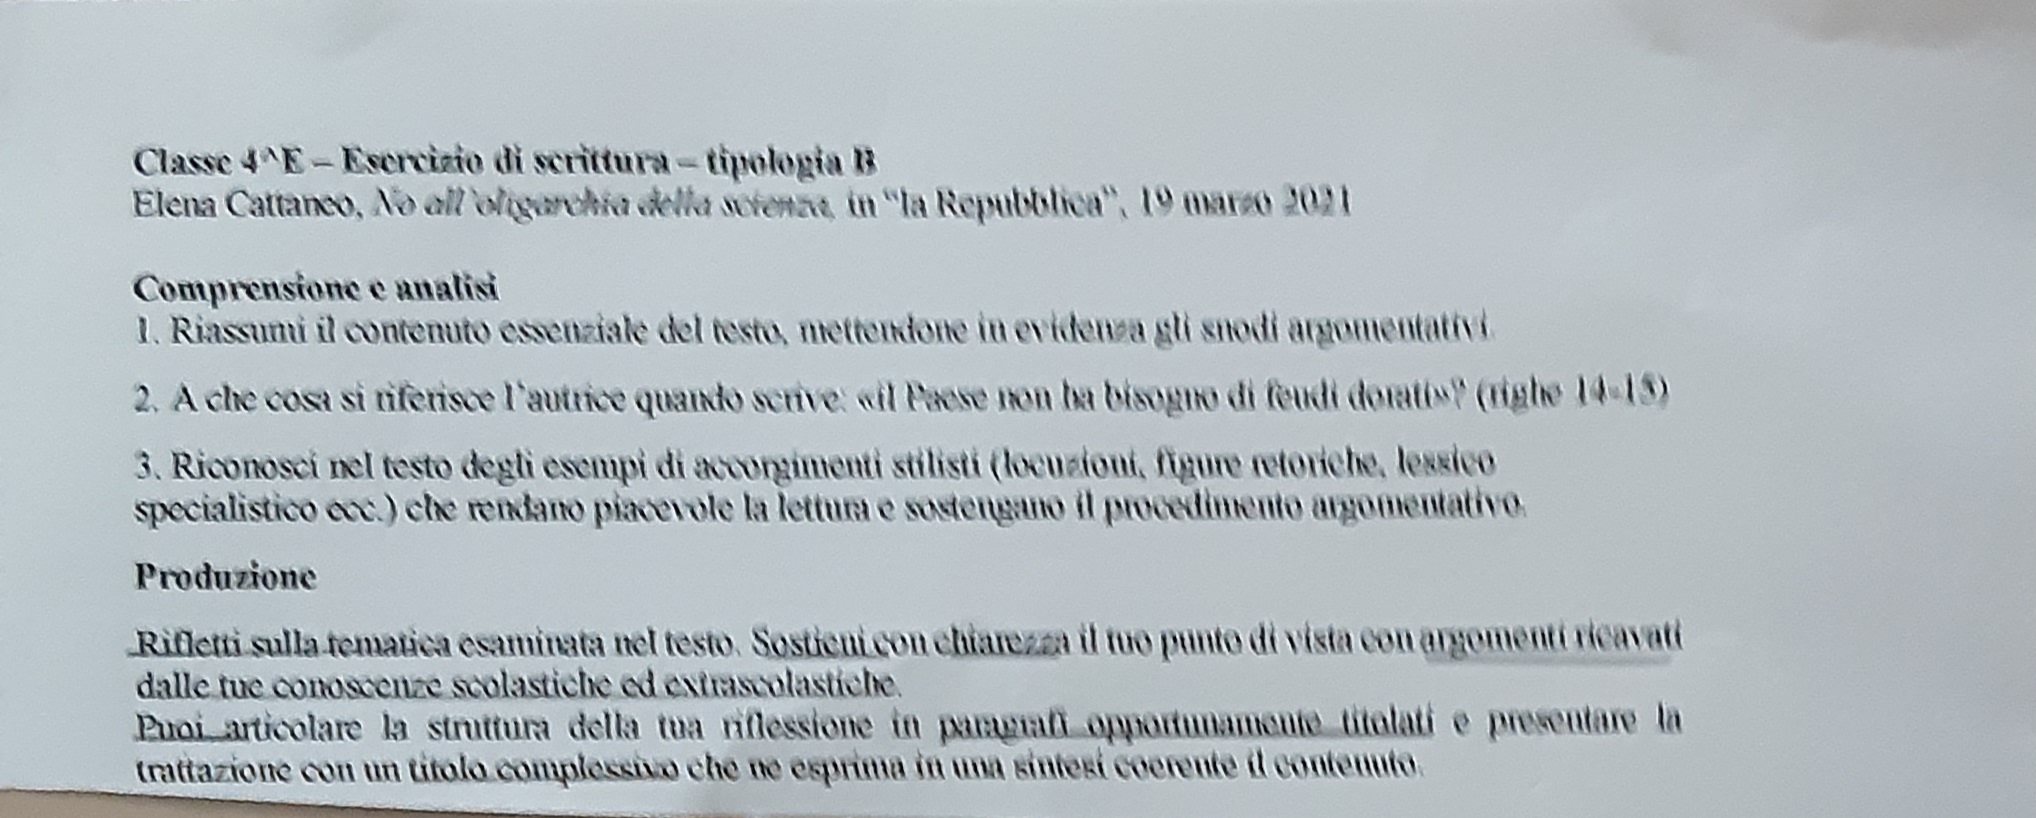 Classe 4^E – Esercizio di scrittura – tipologia B
Elena Cattaneo, No all'oligarchia della scienza, in "la Repubblica", 19 marzo 2021
Comprensione e analisi
1. Riassumi il contenuto essenziale del testo, mettendone in evidenza gli snodi argomentativi.
2. A che cosa si riferisce l'autrice quando scrive: «il Paese non ha bisogno di feudi dorati»? (righe 14-15)
3. Riconosci nel testo degli esempi di accorgimenti stilisti (locuzioni, figure retoriche, lessico
specialistico ecc.) che rendano piacevole la lettura e sostengano il procedimento argomentativo.
Produzione
Rifletti sulla tematica esaminata nel testo. Sostieni con chiarezza il tuo punto di vista con argomenti ricavati
dalle tue conoscenze scolastiche ed extrascolastiche.
Puoi articolare la struttura della tua riflessione in paragrafi opportunamente titolati e presentare la
trattazione con un titolo complessivo che ne esprima in una sintesi coerente il contenuto.